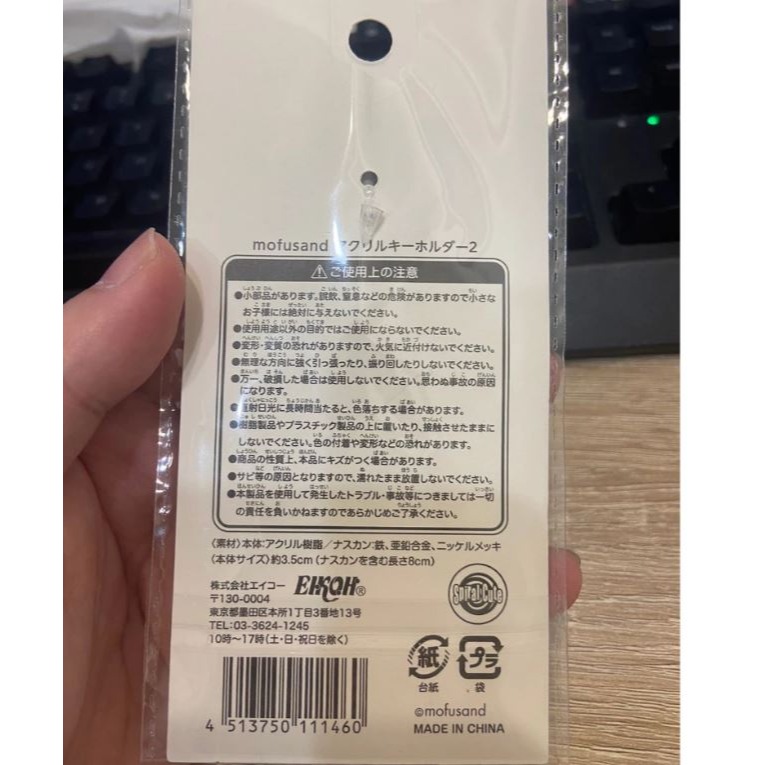 mofusand アクリルキーホルダー2
⚠ご使用上の注意
●小部品があります。誤飲、窒息などの危険がありますので小さな
お子様には絶対に与えないでください。
●使用用途以外の目的ではご使用にならないでください。
●変形・変質の恐れがありますので、火気に近付けないでください。
●無理な方向に強く引っ張ったり、振り回したりしないでください。
●万一、破損した場合は使用しないでください。思わぬ事故の原因
になります。
●直射日光に長時間当たると、色落ちする場合があります。
●樹脂製品やプラスチック製品の上に置いたり、接触させたままに
しないでください。色の付着や変形などの恐れがあります。
●商品の性質上、本品にキズがつく場合があります。
●サビ等の原因となりますので、濡れたまま放置しないでください。
●本製品を使用して発生したトラブル・事故等につきましては一切
の責任を負いかねますのであらかじめご了承ください。
〈素材〉本体:アクリル樹脂/ナスカン:鉄、亜鉛合金、ニッケルメッキ
〈本体サイズ〉約3.5cm(ナスカンを含む長さ8cm)
株式会社エイコー EIKOH®
〒130-0004
東京都墨田区本所1丁目3番地13号
TEL:03-3624-1245
10時〜17時(土・日・祝日を除く)
Spiral Cute
紙 プラ
台紙 、袋
4 513750 111460
©mofusand
MADE IN CHINA